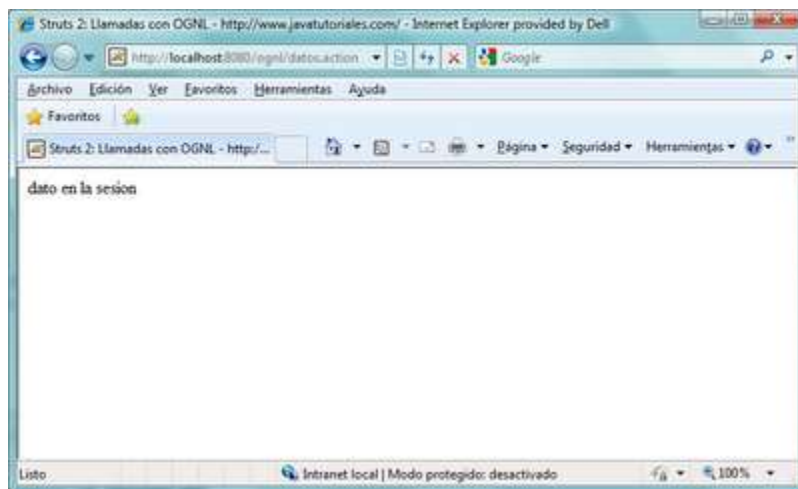 Struts 2: Llamadas con OGNL - http://www.javatutoriales.com/ - Internet Explorer provided by Dell
http://localhost:8080/ognl/datos.action
Google
Archivo Edición Ver Favoritos Herramientas Ayuda
Favoritos
Struts 2: Llamadas con OGNL - http:/...
Página Seguridad Herramientas
dato en la sesion
Listo
Intranet local | Modo protegido: desactivado
100%